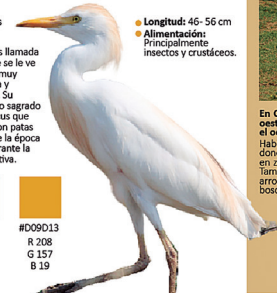 s
s llamada
se le ve
muy
n y
Su
o sagrado
us que
on patas
e la época
rante la
tiva.
Longitud: 46- 56 cm
Alimentación:
Principalmente
insectos y crustáceos.
#D09D13
R 208
G 157
B 19
En C
oest
el oc
Hab
don
en z
Tam
arro
bosc